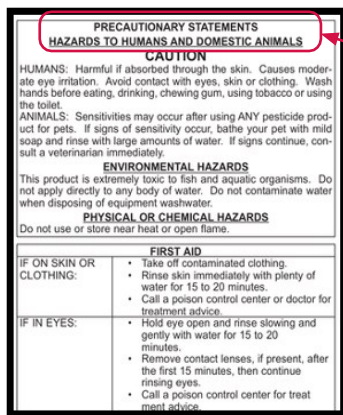 PRECAUTIONARY STATEMENTS
HAZARDS TO HUMANS AND DOMESTIC ANIMALS
CAUTION
HUMANS: Harmful if absorbed through the skin. Causes moder-
ate eye irritation. Avoid contact with eyes, skin or clothing. Wash
hands before eating, drinking, chewing gum, using tobacco or using
the toilet.
ANIMALS: Sensitivities may occur after using ANY pesticide prod-
uct for pets. If signs of sensitivity occur, bathe your pet with mild
soap and rinse with large amounts of water. If signs continue, con-
sult a veterinarian immediately.
ENVIRONMENTAL HAZARDS
This product is extremely toxic to fish and aquatic organisms. Do
not apply directly to any body of water. Do not contaminate water
when disposing of equipment washwater.
PHYSICAL OR CHEMICAL HAZARDS
Do not use or store near heat or open flame.
FIRST AID
IF ON SKIN OR
CLOTHING:
• Take off contaminated clothing.
• Rinse skin immediately with plenty of
water for 15 to 20 minutes.
• Call a poison control center or doctor for
treatment advice.
IF IN EYES:
• Hold eye open and rinse slowing and
gently with water for 15 to 20
minutes.
• Remove contact lenses, if present, after
the first 15 minutes, then continue
rinsing eyes.
• Call a poison control center for treat
ment advice.